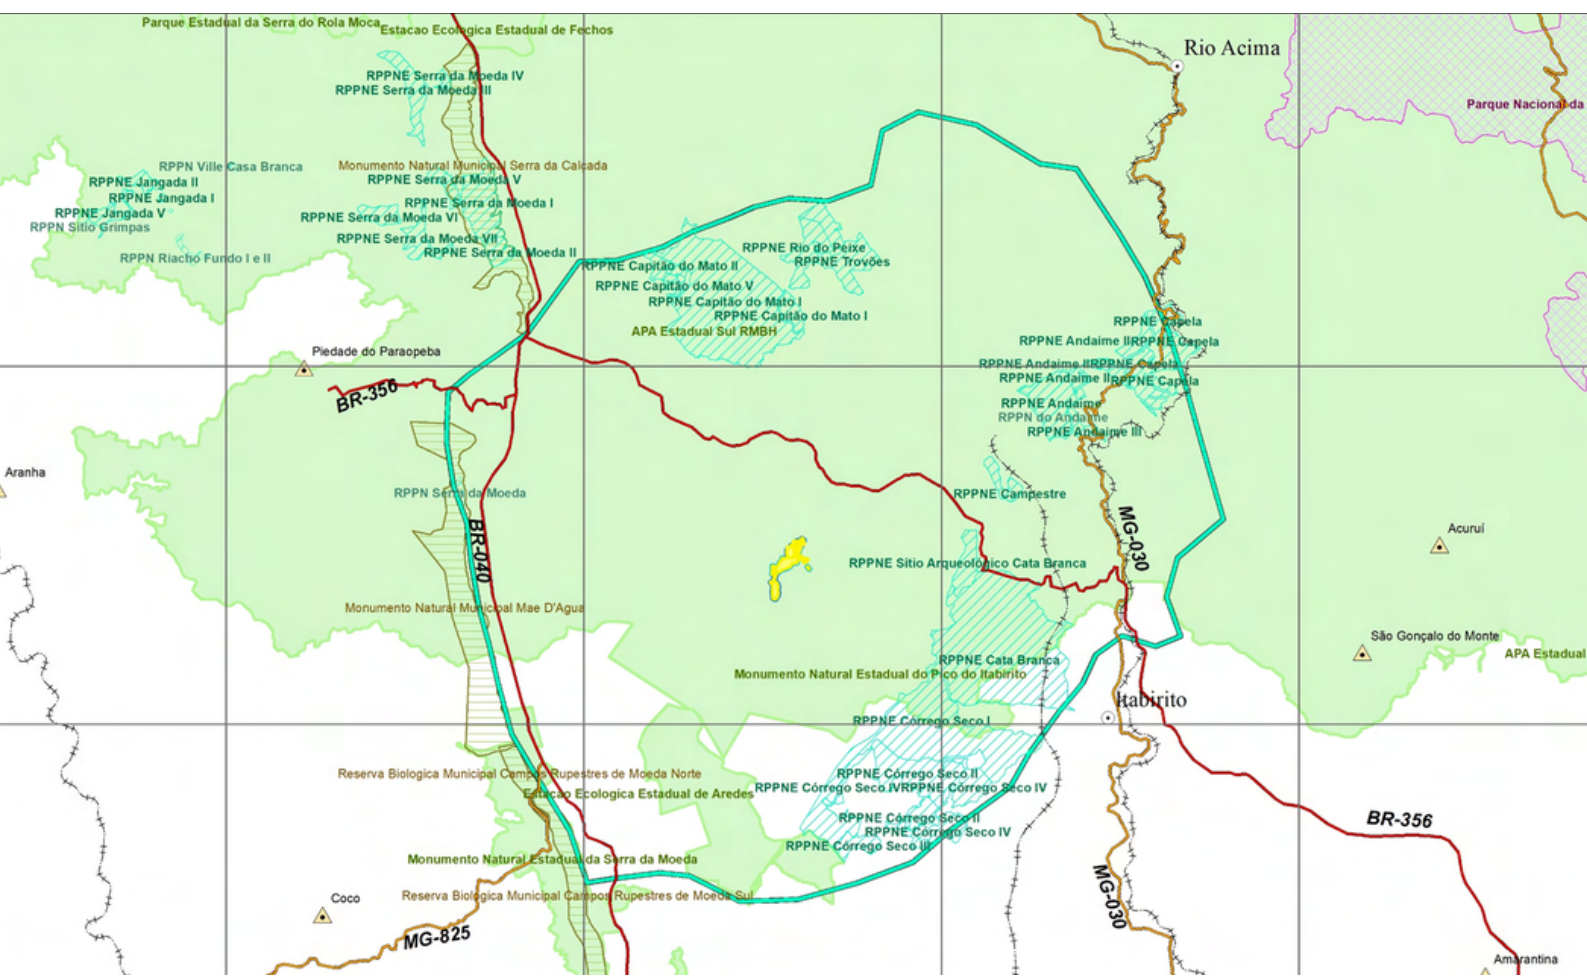 Parque Estadual da Serra do Rola Moca
Estacao Ecologica Estadual de Fechos
Rio Acima
RPPNE Serra da Moeda IV
RPPNE Serra da Moeda III
Parque Nacional da
RPPN Ville Casa Branca
Monumento Natural Municipal Serra da Calcada
RPPNE Jangada II
RPPNE Serra da Moeda V
RPPNE Jangada I
RPPNE Serra da Moeda I
RPPNE Jangada V
RPPNE Serra da Moeda VI
RPPN Sitio Grimpas
RPPNE Serra da Moeda VII
RPPNE Serra da Moeda II
RPPN Riacho Fundo I e II
RPPNE Rio do Peixe
RPPNE Trovões
RPPNE Capitão do Mato II
RPPNE Capitão do Mato V
RPPNE Capitão do Mato I
RPPNE Capitão do Mato I
APA Estadual Sul RMBH
RPPNE Capela
RPPNE Andaime II
RPPNE Capela
Piedade do Paraopeba
RPPNE Andaime II
RPPNE Capela
RPPNE Andaime II
RPPNE Capela
BR-356
RPPNE Andaime
RPPN do Andaime
RPPNE Andaime III
Aranha
RPPN Serra da Moeda
RPPNE Campestre
BR-040
MG-030
Acuruí
RPPNE Sítio Arqueológico Cata Branca
Monumento Natural Municipal Mae D'Agua
São Gonçalo do Monte
APA Estadual
RPPNE Cata Branca
Monumento Natural Estadual do Pico do Itabirito
Itabirito
RPPNE Córrego Seco I
Reserva Biologica Municipal Campos Rupestres de Moeda Norte
RPPNE Córrego Seco II
RPPNE Córrego Seco IV
RPPNE Córrego Seco IV
Estacao Ecologica Estadual de Aredes
RPPNE Córrego Seco II
RPPNE Córrego Seco IV
RPPNE Córrego Seco III
BR-356
Monumento Natural Estadual da Serra da Moeda
Reserva Biologica Municipal Campos Rupestres de Moeda Sul
Coco
MG-030
MG-825
Amarantina